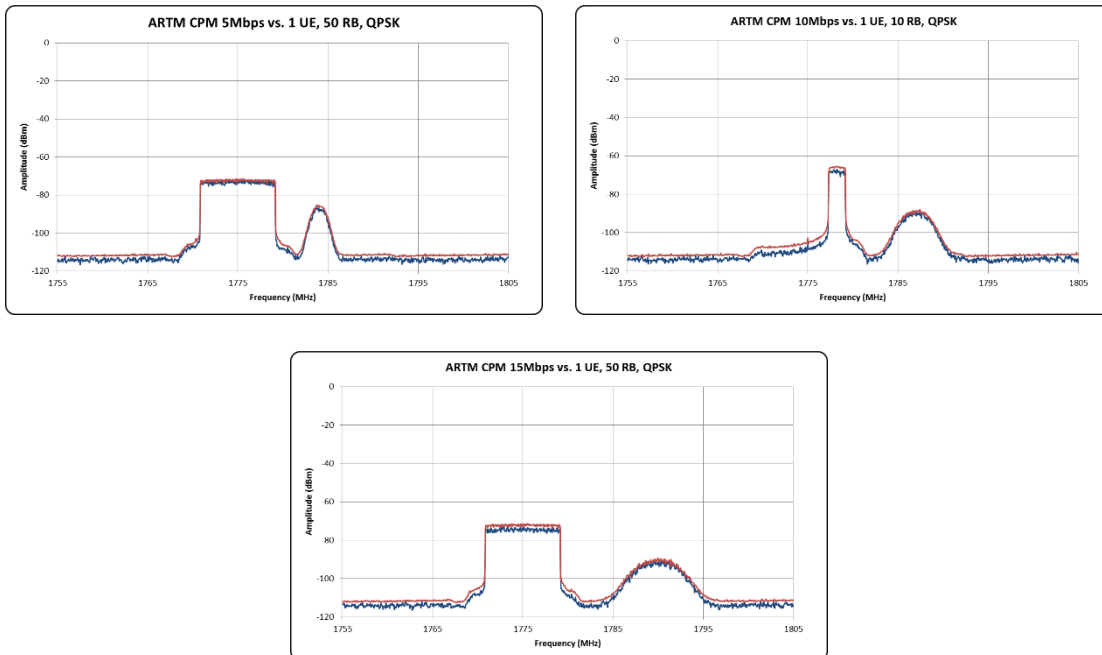 ARTM CPM 5Mbps vs. 1 UE, 50 RB, QPSK
0
-20
-40
-60
-80
-100
-120
Amplitude (dBm)
1755 1765 1775 1785 1795 1805
Frequency (MHz)
ARTM CPM 10Mbps vs. 1 UE, 10 RB, QPSK
0
-20
-40
-60
-80
-100
-120
Amplitude (dBm)
1755 1765 1775 1785 1795 1805
Frequency (MHz)
ARTM CPM 15Mbps vs. 1 UE, 50 RB, QPSK
0
-20
-40
-60
-80
-100
-120
Amplitude (dBm)
1755 1765 1775 1785 1795 1805
Frequency (MHz)